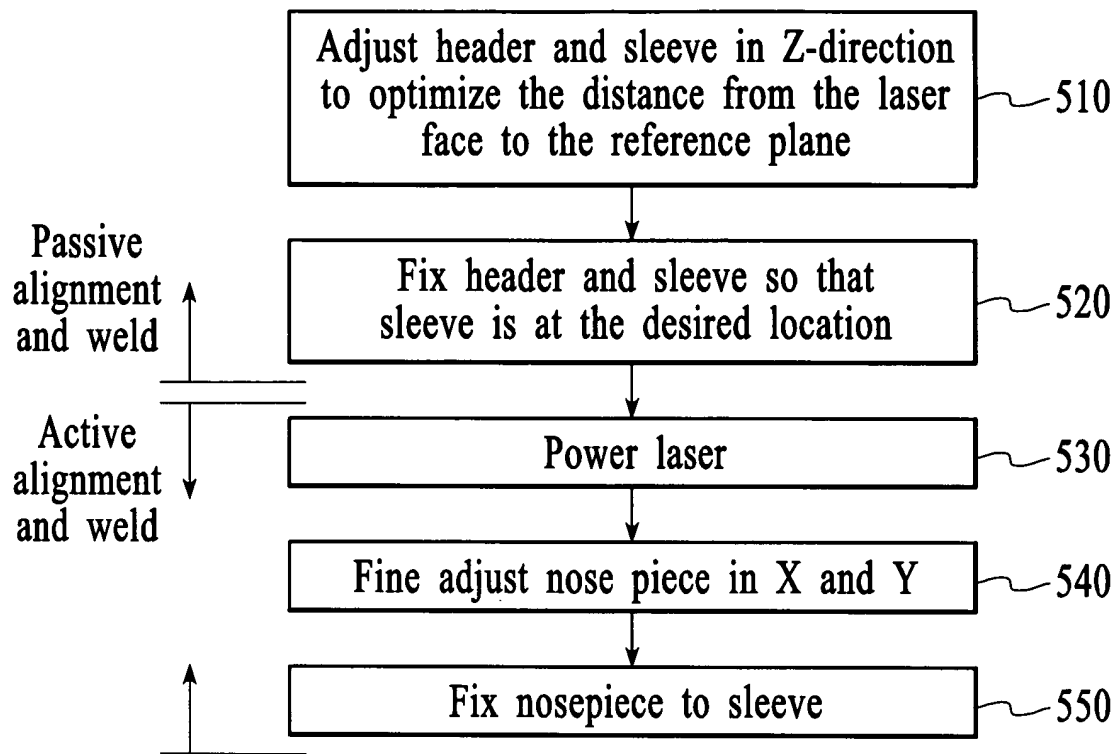 Adjust header and sleeve in Z-direction
to optimize the distance from the laser
face to the reference plane
510
Passive
alignment
and weld
Fix header and sleeve so that
sleeve is at the desired location
520
Active
alignment
and weld
Power laser
530
Fine adjust nose piece in X and Y
540
Fix nosepiece to sleeve
550